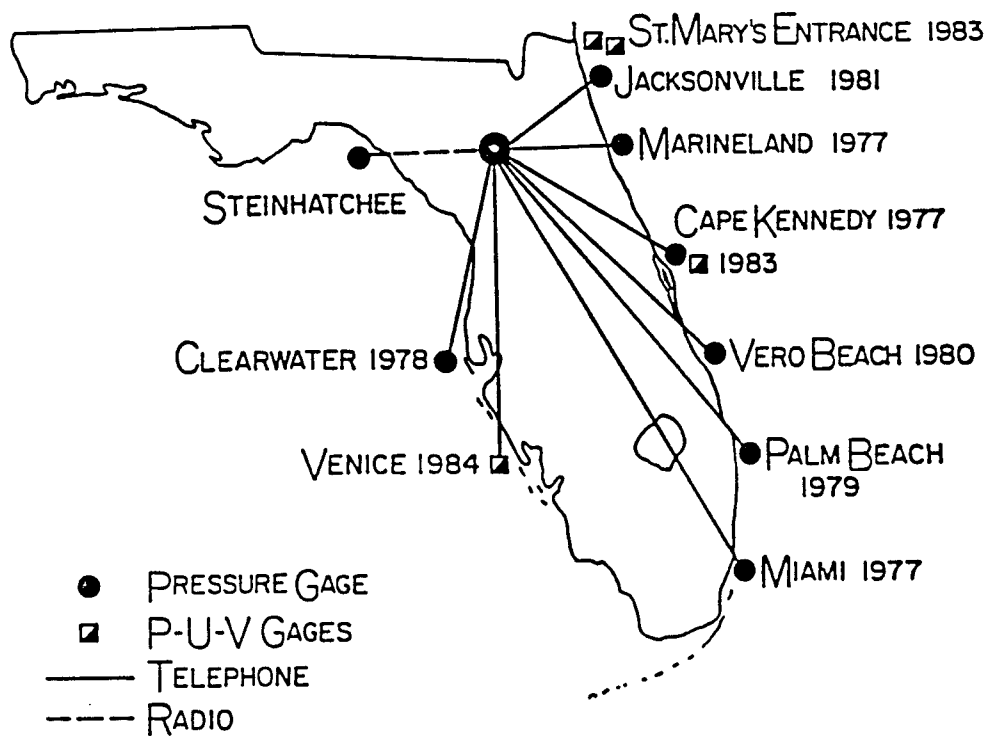 ST. MARY'S ENTRANCE 1983
JACKSONVILLE 1981
MARINELAND 1977
STEINHATCHEE
CAPE KENNEDY 1977
1983
CLEARWATER 1978
VERO BEACH 1980
VENICE 1984
PALM BEACH
1979
MIAMI 1977
PRESSURE GAGE
P-U-V GAGES
TELEPHONE
RADIO